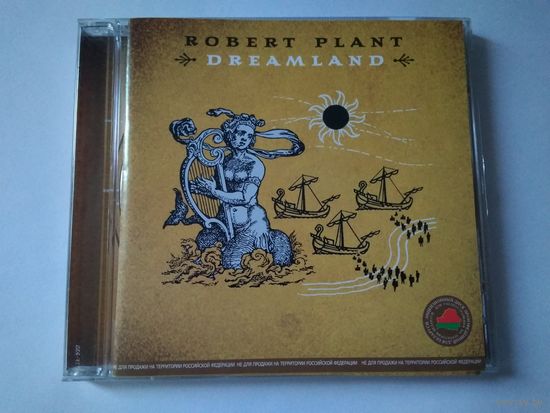 ROBERT PLANT
DREAMLAND
НЕ ДЛЯ ПРОДАЖИ НА ТЕРРИТОРИИ РОССИЙСКОЙ ФЕДЕРАЦИИ НЕ ДЛЯ ПРОДАЖИ НА ТЕРРИТОРИИ РОССИЙСКОЙ ФЕДЕРАЦИИ НЕ ДЛЯ ПРОДАЖИ НА ТЕРРИТОРИИ РОССИЙСКОЙ ФЕДЕРАЦИИ